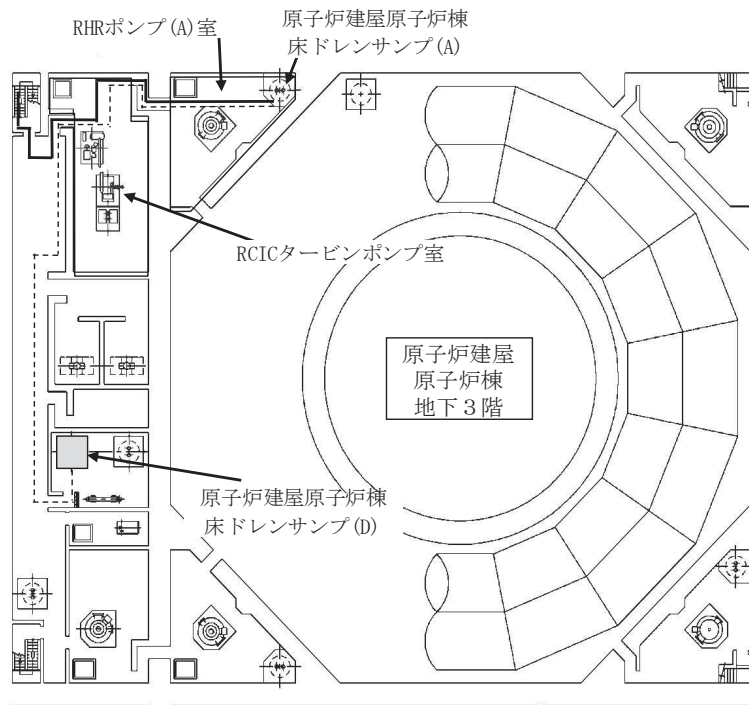 RHRポンプ(A)室
原子炉建屋原子炉棟
床ドレンサンプ(A)
RCICタービンポンプ室
原子炉建屋
原子炉棟
地下３階
原子炉建屋原子炉棟
床ドレンサンプ(D)